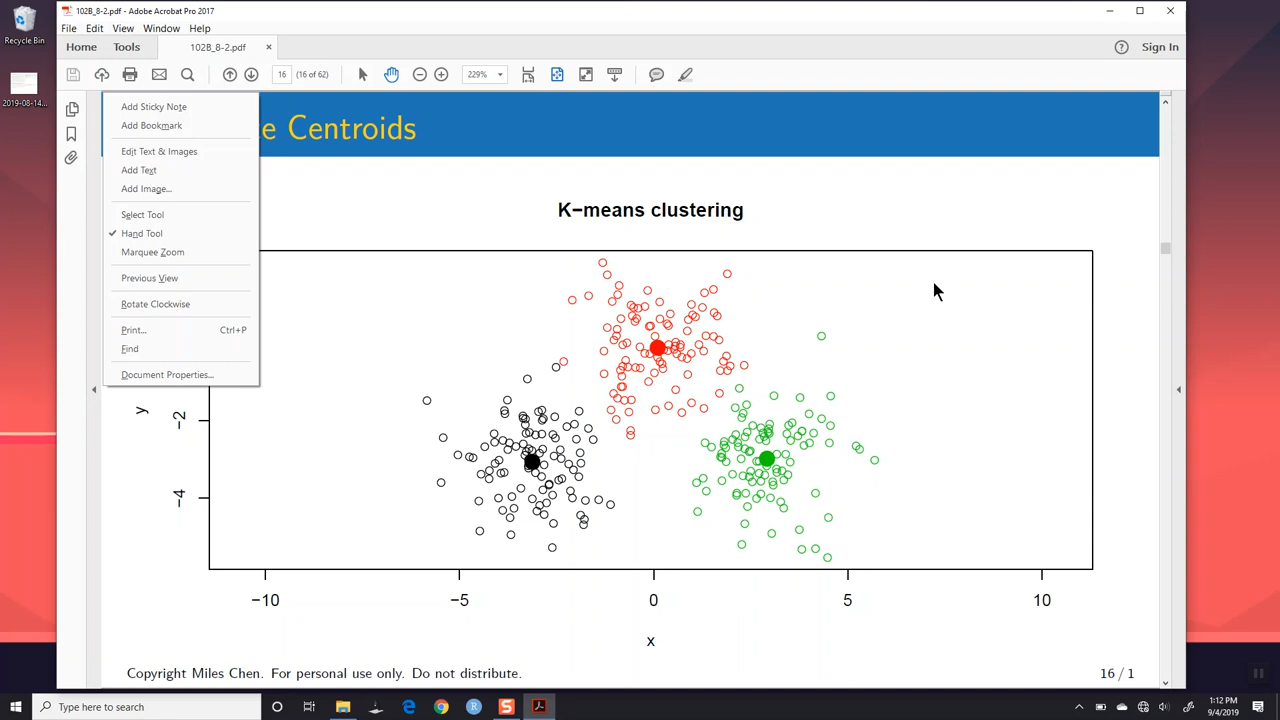 Recycle Bin
2019-08-14...
102B_8-2.pdf - Adobe Acrobat Pro 2017
File Edit View Window Help
Home Tools 102B_8-2.pdf × Sign In
16 (16 of 62) 229%
Add Sticky Note
Add Bookmark
Edit Text & Images
Add Text
Add Image...
Select Tool
Hand Tool
Marquee Zoom
Previous View
Rotate Clockwise
Print... Ctrl+P
Find
Document Properties...
e Centroids
K−means clustering
y
−2
−4
−10 −5 0 5 10
x
Copyright Miles Chen. For personal use only. Do not distribute. 16 / 1
Type here to search
1:12 PM
9/4/2019